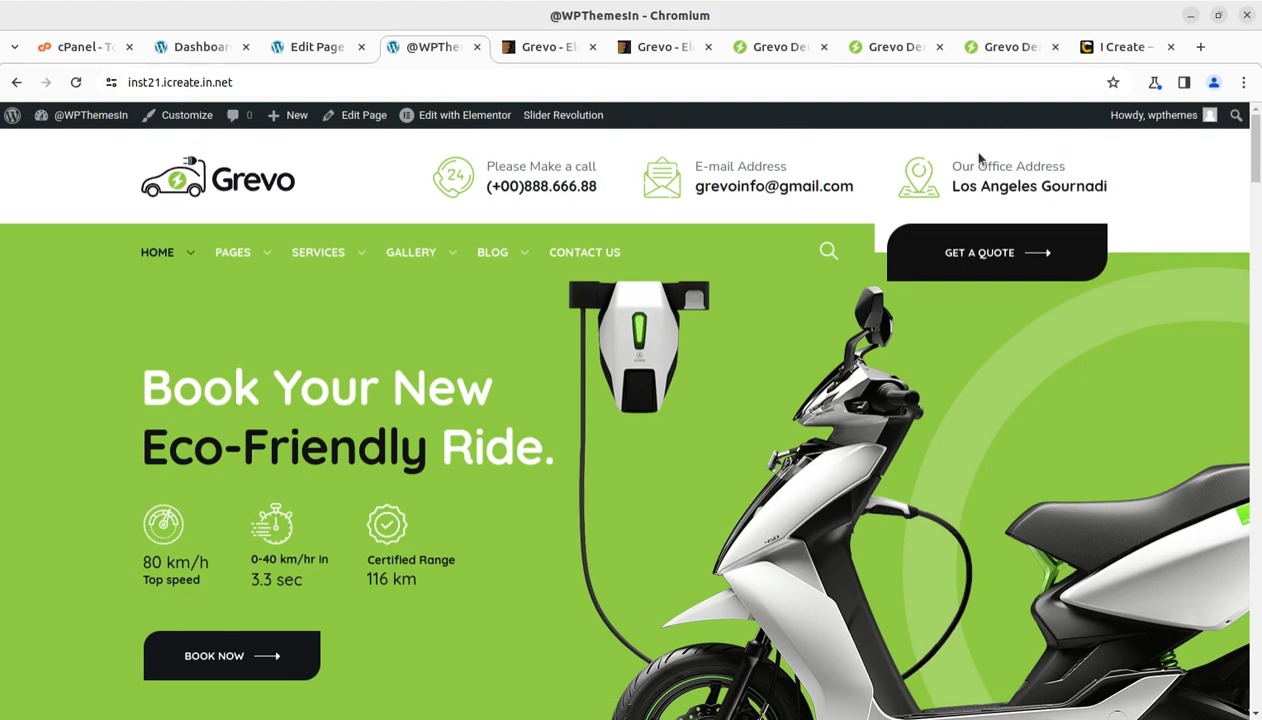 @WPThemesIn - Chromium
cPanel - To
Dashboar
Edit Page
@WPThe
Grevo - El
Grevo - El
Grevo De
Grevo De
Grevo De
I Create –
inst21.icreate.in.net
@WPThemesIn Customize 0 New Edit Page Edit with Elementor Slider Revolution Howdy, wpthemes
Grevo
Please Make a call
(+00)888.666.88
E-mail Address
grevoinfo@gmail.com
Our Office Address
Los Angeles Gournadi
24
HOME PAGES SERVICES GALLERY BLOG CONTACT US
GET A QUOTE
Book Your New
Eco-Friendly Ride.
80 km/h
Top speed
0-40 km/hr in
3.3 sec
Certified Range
116 km
BOOK NOW